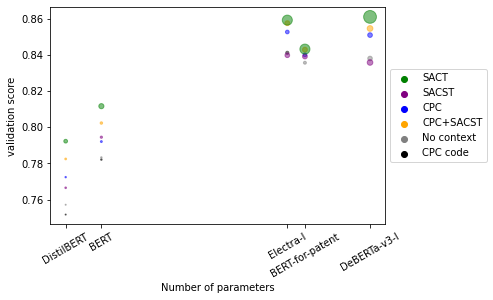 0.86
0.84
0.82
0.80
0.78
0.76
validation score
DistilBERT
BERT
Electra-l
BERT-for-patent
DeBERTa-v3-l
Number of parameters
SACT
SACST
CPC
CPC+SACST
No context
CPC code